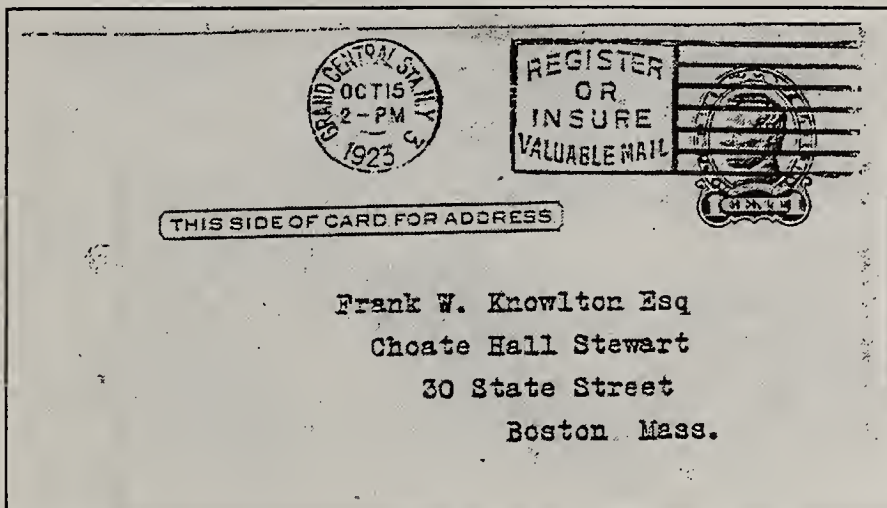 GRAND CENTRAL STA. N.Y. 3
OCT 15
2-PM
1923
REGISTER
OR
INSURE
VALUABLE MAIL
THIS SIDE OF CARD FOR ADDRESS
Frank W. Knowlton Esq
Choate Hall Stewart
30 State Street
Boston Mass.